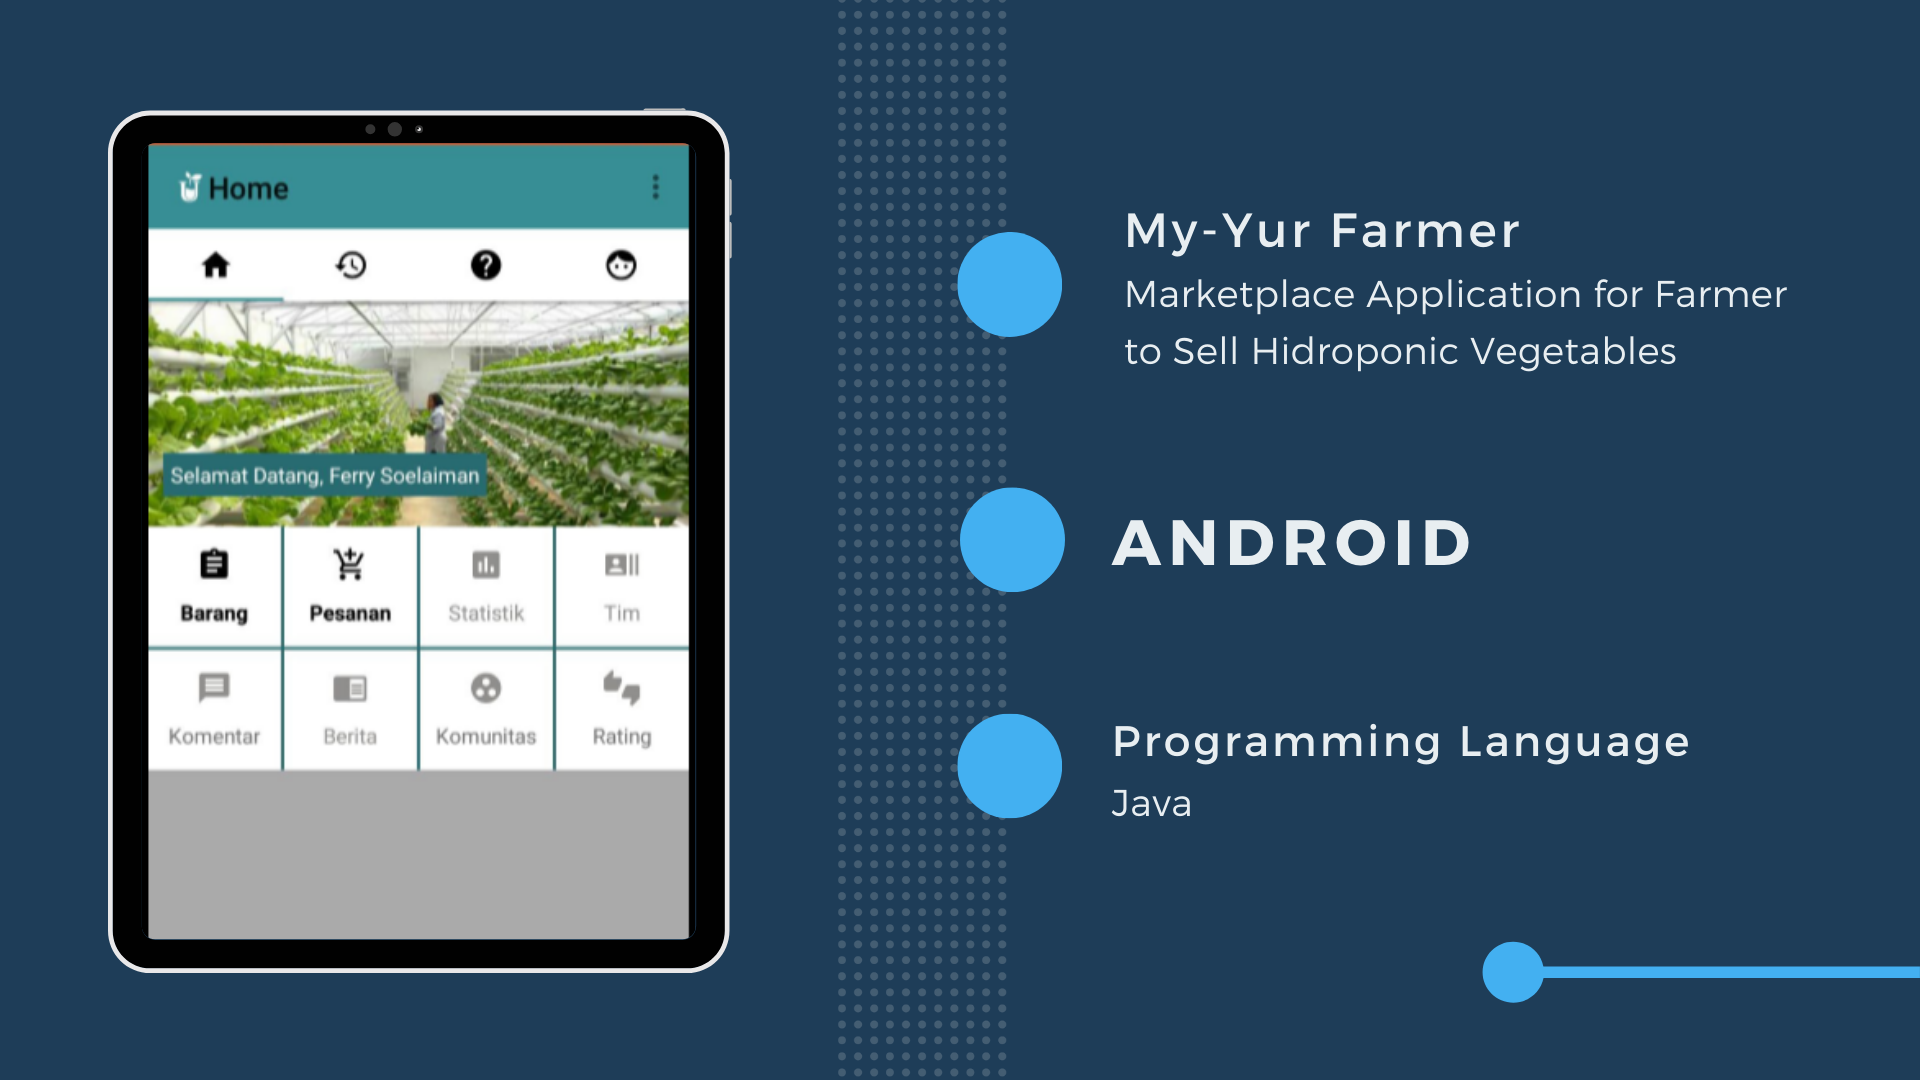 Home
Selamat Datang, Ferry Soelaiman
Barang
Pesanan
Statistik
Tim
Komentar
Berita
Komunitas
Rating
My-Yur Farmer
Marketplace Application for Farmer
to Sell Hidroponic Vegetables
ANDROID
Programming Language
Java